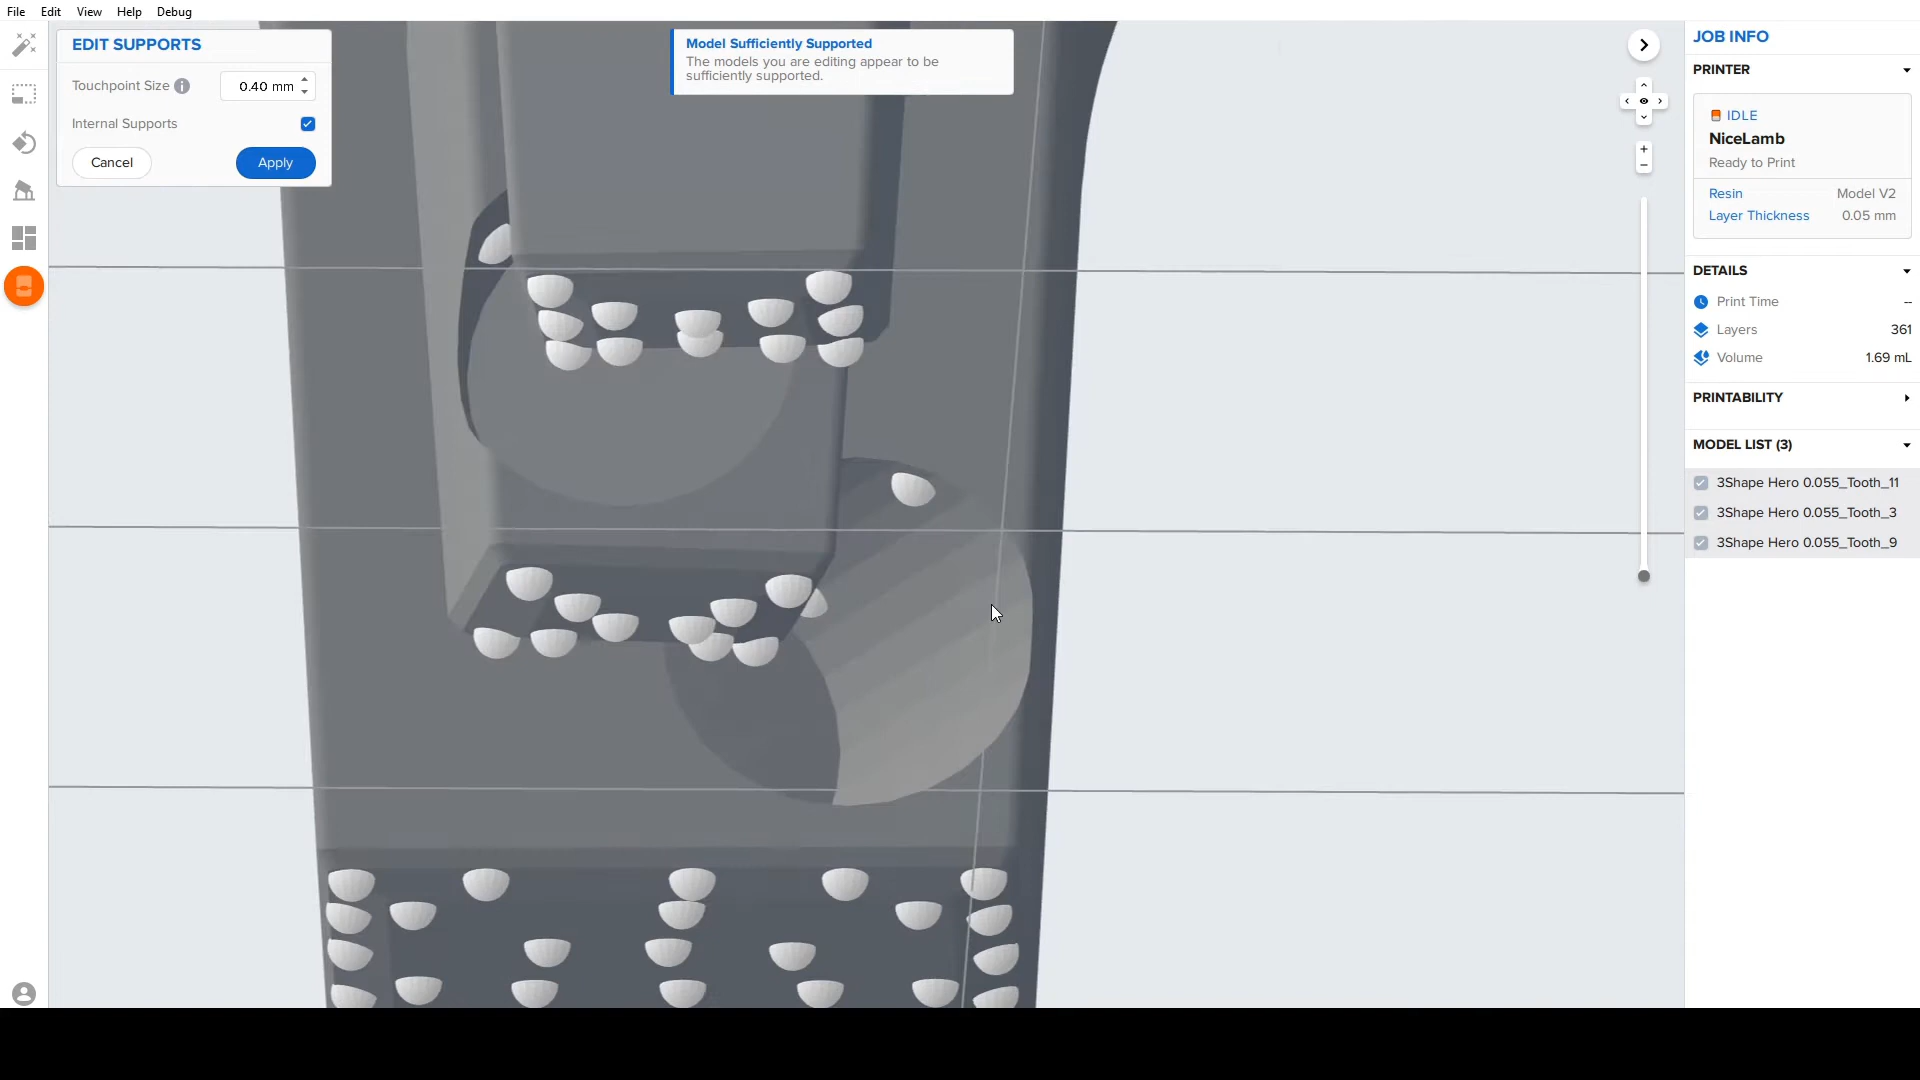 File Edit View Help Debug
EDIT SUPPORTS
Touchpoint Size
0.40 mm
Internal Supports
Cancel
Apply
Model Sufficiently Supported
The models you are editing appear to be
sufficiently supported.
JOB INFO
PRINTER
IDLE
NiceLamb
Ready to Print
Resin Model V2
Layer Thickness 0.05 mm
DETAILS
Print Time --
Layers 361
Volume 1.69 mL
PRINTABILITY
MODEL LIST (3)
3Shape Hero 0.055_Tooth_11
3Shape Hero 0.055_Tooth_3
3Shape Hero 0.055_Tooth_9